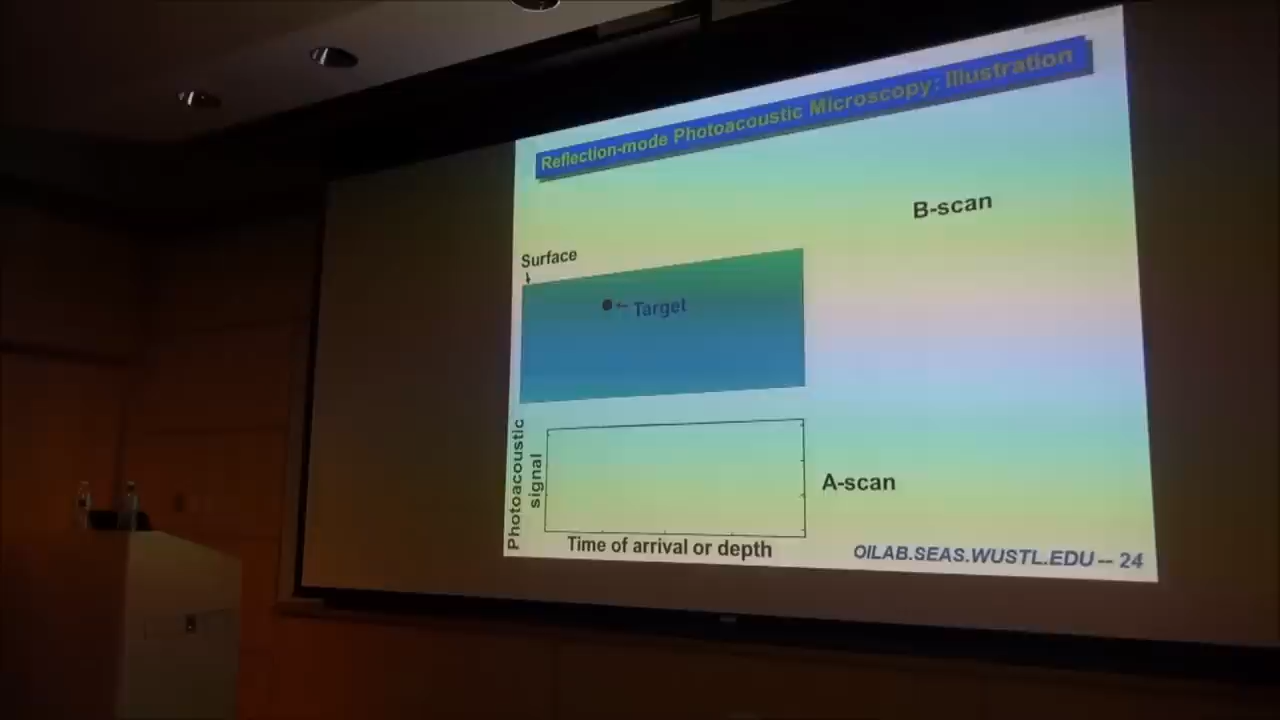 Reflection-mode Photoacoustic Microscopy: Illustration
B-scan
Surface
Target
Photoacoustic
signal
A-scan
Time of arrival or depth
OILAB.SEAS.WUSTL.EDU -- 24